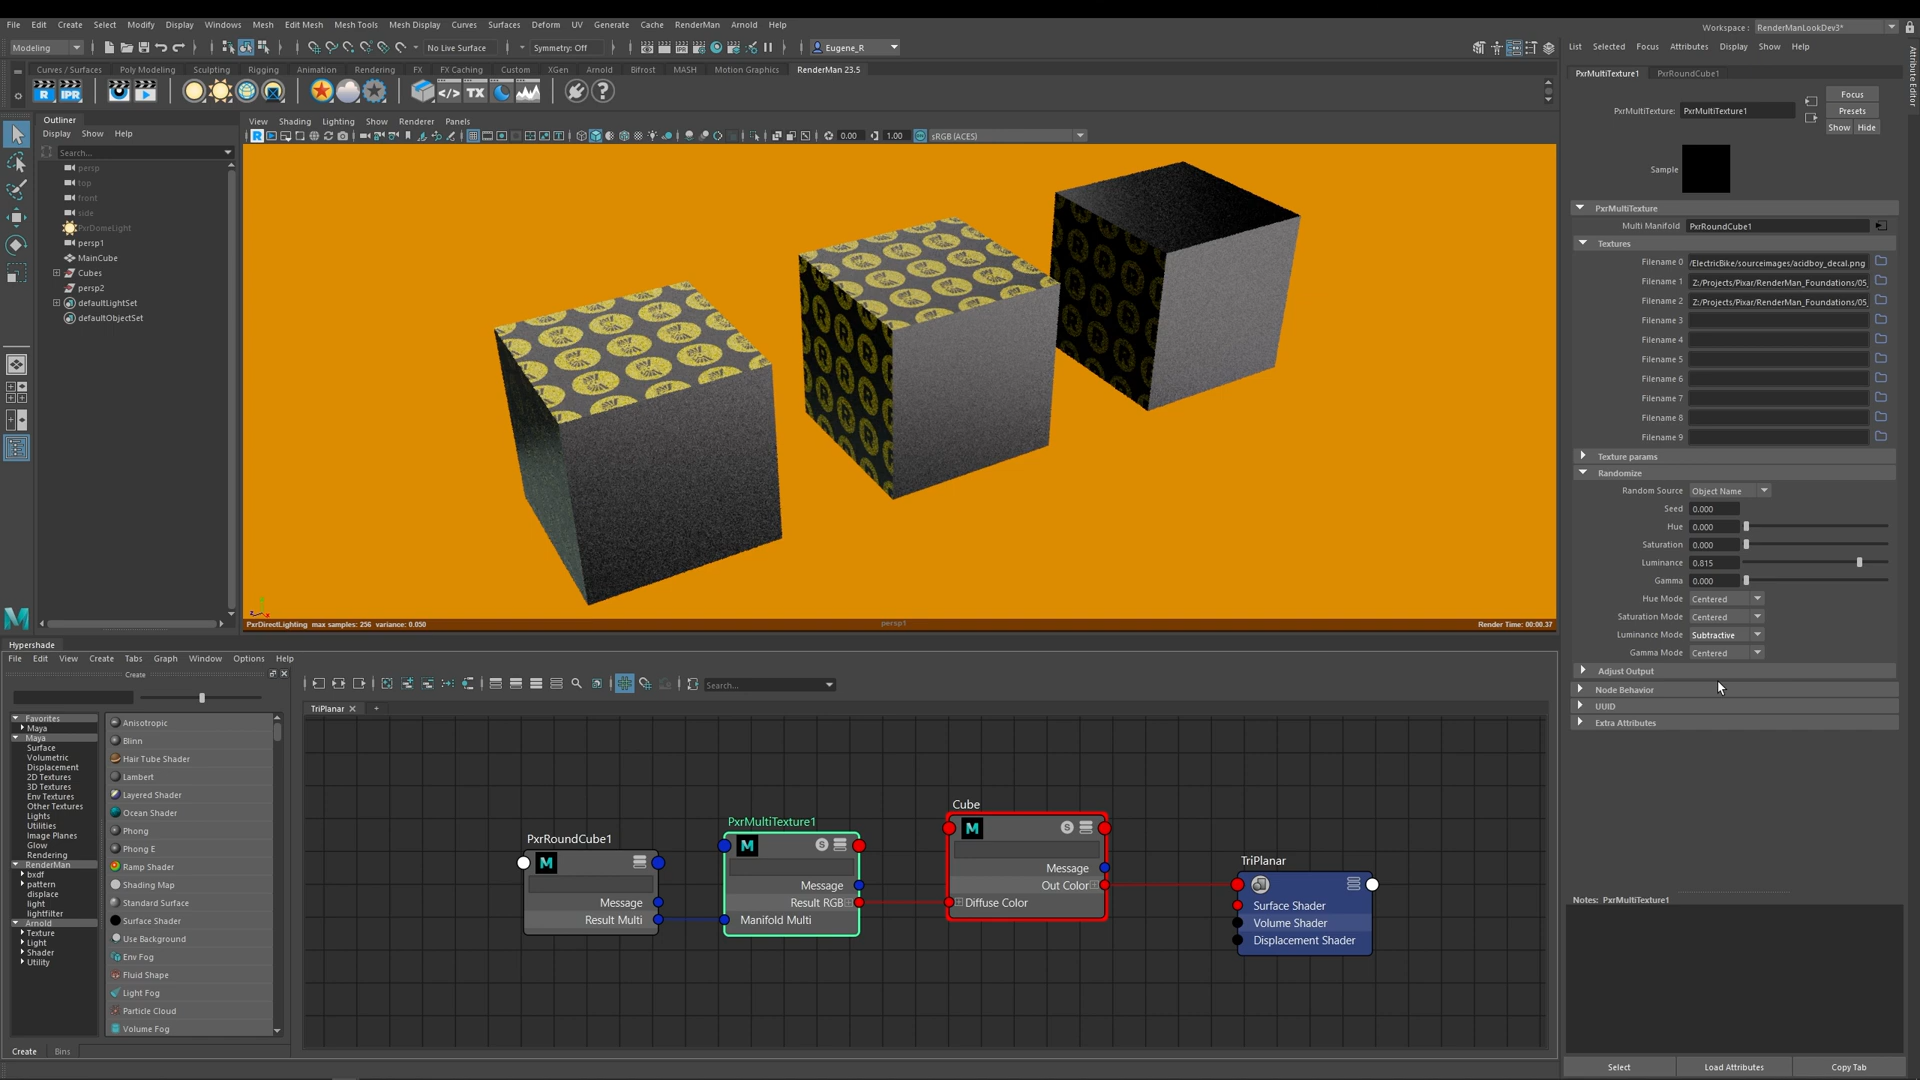 File Edit Create Select Modify Display Windows Mesh Edit Mesh Mesh Tools Mesh Display Curves Surfaces Deform UV Generate Cache RenderMan Arnold Help
Workspace : RenderManLookDev3*
Modeling
No Live Surface
Symmetry: Off
Eugene_R
List Selected Focus Attributes Display Show Help
Curves / Surfaces Poly Modeling Sculpting Rigging Animation Rendering FX FX Caching Custom XGen Arnold Bifrost MASH Motion Graphics RenderMan 23.5
R IPR </> TX ?
Outliner
Display Show Help
Search...
persp
top
front
side
PxrDomeLight
persp1
MainCube
Cubes
persp2
defaultLightSet
defaultObjectSet
View Shading Lighting Show Renderer Panels
0.00 1.00 sRGB (ACES)
PxrDirectLighting max samples: 256 variance: 0.050
persp1
Render Time: 00:00.37
PxrMultiTexture1 PxrRoundCube1
Attribute Editor
PxrMultiTexture: PxrMultiTexture1
Focus
Presets
Show Hide
Sample
PxrMultiTexture
Multi Manifold PxrRoundCube1
Textures
Filename 0 /ElectricBike/sourceimages/acidboy_decal.png
Filename 1 Z:/Projects/Pixar/RenderMan_Foundations/05_
Filename 2 Z:/Projects/Pixar/RenderMan_Foundations/05_
Filename 3
Filename 4
Filename 5
Filename 6
Filename 7
Filename 8
Filename 9
Texture params
Randomize
Random Source Object Name
Seed 0.000
Hue 0.000
Saturation 0.000
Luminance 0.815
Gamma 0.000
Hue Mode Centered
Saturation Mode Centered
Luminance Mode Subtractive
Gamma Mode Centered
Adjust Output
Node Behavior
UUID
Extra Attributes
Notes: PxrMultiTexture1
Select Load Attributes Copy Tab
Hypershade
File Edit View Create Tabs Graph Window Options Help
Create
Search...
TriPlanar
Favorites
Maya
Maya
Surface
Volumetric
Displacement
2D Textures
3D Textures
Env Textures
Other Textures
Lights
Utilities
Image Planes
Glow
Rendering
RenderMan
bxdf
pattern
displace
light
lightfilter
Arnold
Texture
Light
Shader
Utility
Anisotropic
Blinn
Hair Tube Shader
Lambert
Layered Shader
Ocean Shader
Phong
Phong E
Ramp Shader
Shading Map
Standard Surface
Surface Shader
Use Background
Env Fog
Fluid Shape
Light Fog
Particle Cloud
Volume Fog
Create Bins
PxrRoundCube1
Message
Result Multi
PxrMultiTexture1
Message
Result RGB
Manifold Multi
Cube
Message
Out Color
Diffuse Color
TriPlanar
Surface Shader
Volume Shader
Displacement Shader